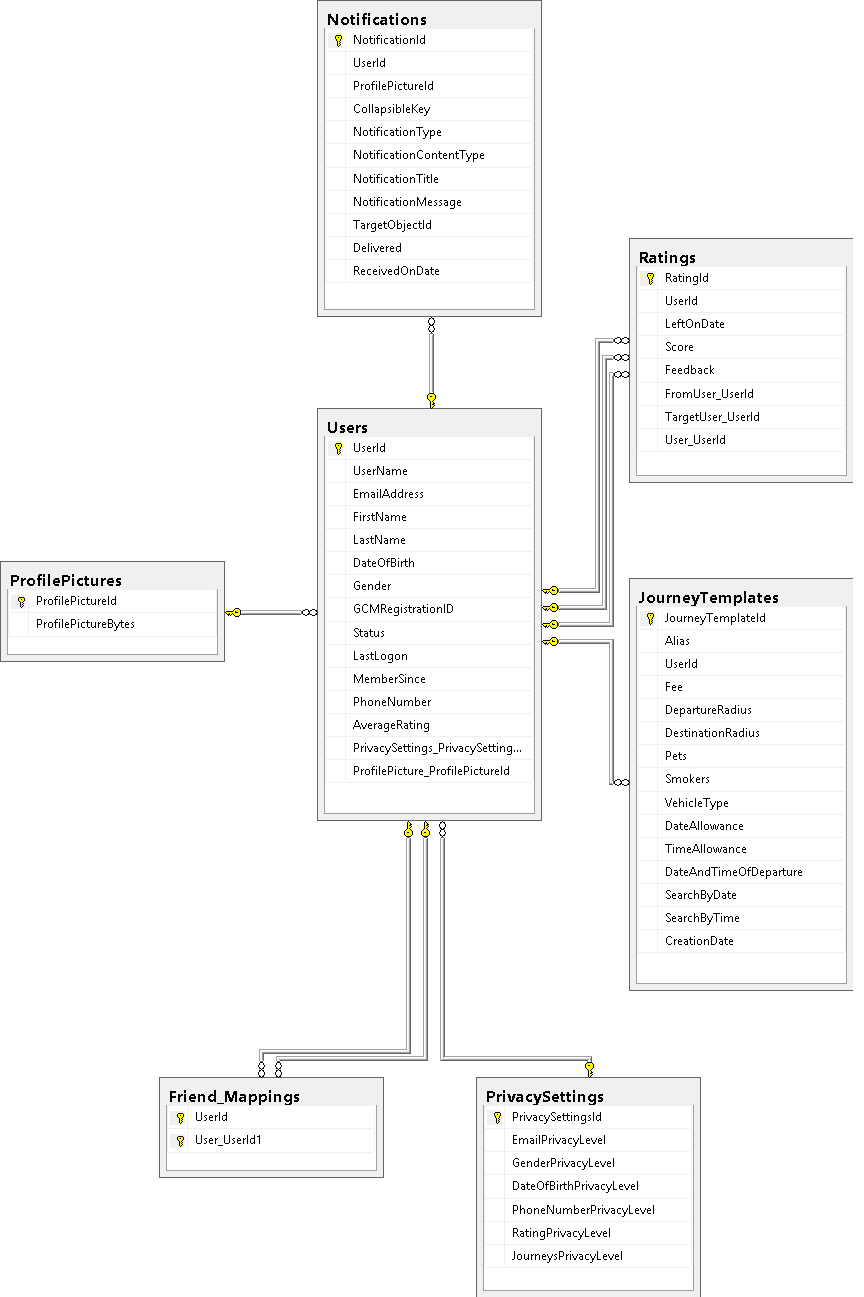 Notifications
NotificationId
UserId
ProfilePictureId
CollapsibleKey
NotificationType
NotificationContentType
NotificationTitle
NotificationMessage
TargetObjectId
Delivered
ReceivedOnDate
Ratings
RatingId
UserId
LeftOnDate
Score
Feedback
FromUser_UserId
TargetUser_UserId
User_UserId
Users
UserId
UserName
EmailAddress
FirstName
LastName
DateOfBirth
Gender
GCMRegistrationID
Status
LastLogon
MemberSince
PhoneNumber
AverageRating
PrivacySettings_PrivacySetting...
ProfilePicture_ProfilePictureId
ProfilePictures
ProfilePictureId
ProfilePictureBytes
JourneyTemplates
JourneyTemplateId
Alias
UserId
Fee
DepartureRadius
DestinationRadius
Pets
Smokers
VehicleType
DateAllowance
TimeAllowance
DateAndTimeOfDeparture
SearchByDate
SearchByTime
CreationDate
Friend_Mappings
UserId
User_UserId1
PrivacySettings
PrivacySettingsId
EmailPrivacyLevel
GenderPrivacyLevel
DateOfBirthPrivacyLevel
PhoneNumberPrivacyLevel
RatingPrivacyLevel
JourneysPrivacyLevel